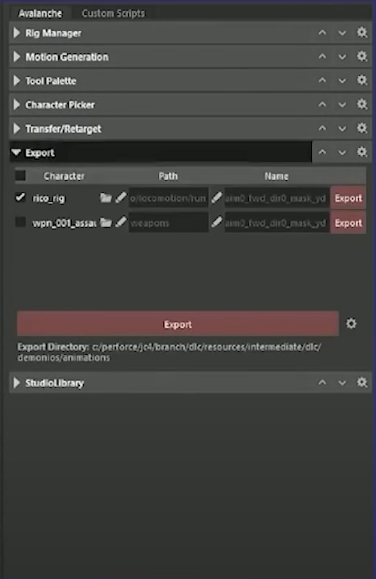 Avalanche Custom Scripts
Rig Manager
Motion Generation
Tool Palette
Character Picker
Transfer/Retarget
Export
Character Path Name
rico_rig o/locomotion/run aim0_fwd_dir0_mask_yd Export
wpn_001_assau weapons aim0_fwd_dir0_mask_yd Export
Export
Export Directory: c:/perforce/jc4/branch/dlc/resources/intermediate/dlc/
demonios/animations
StudioLibrary